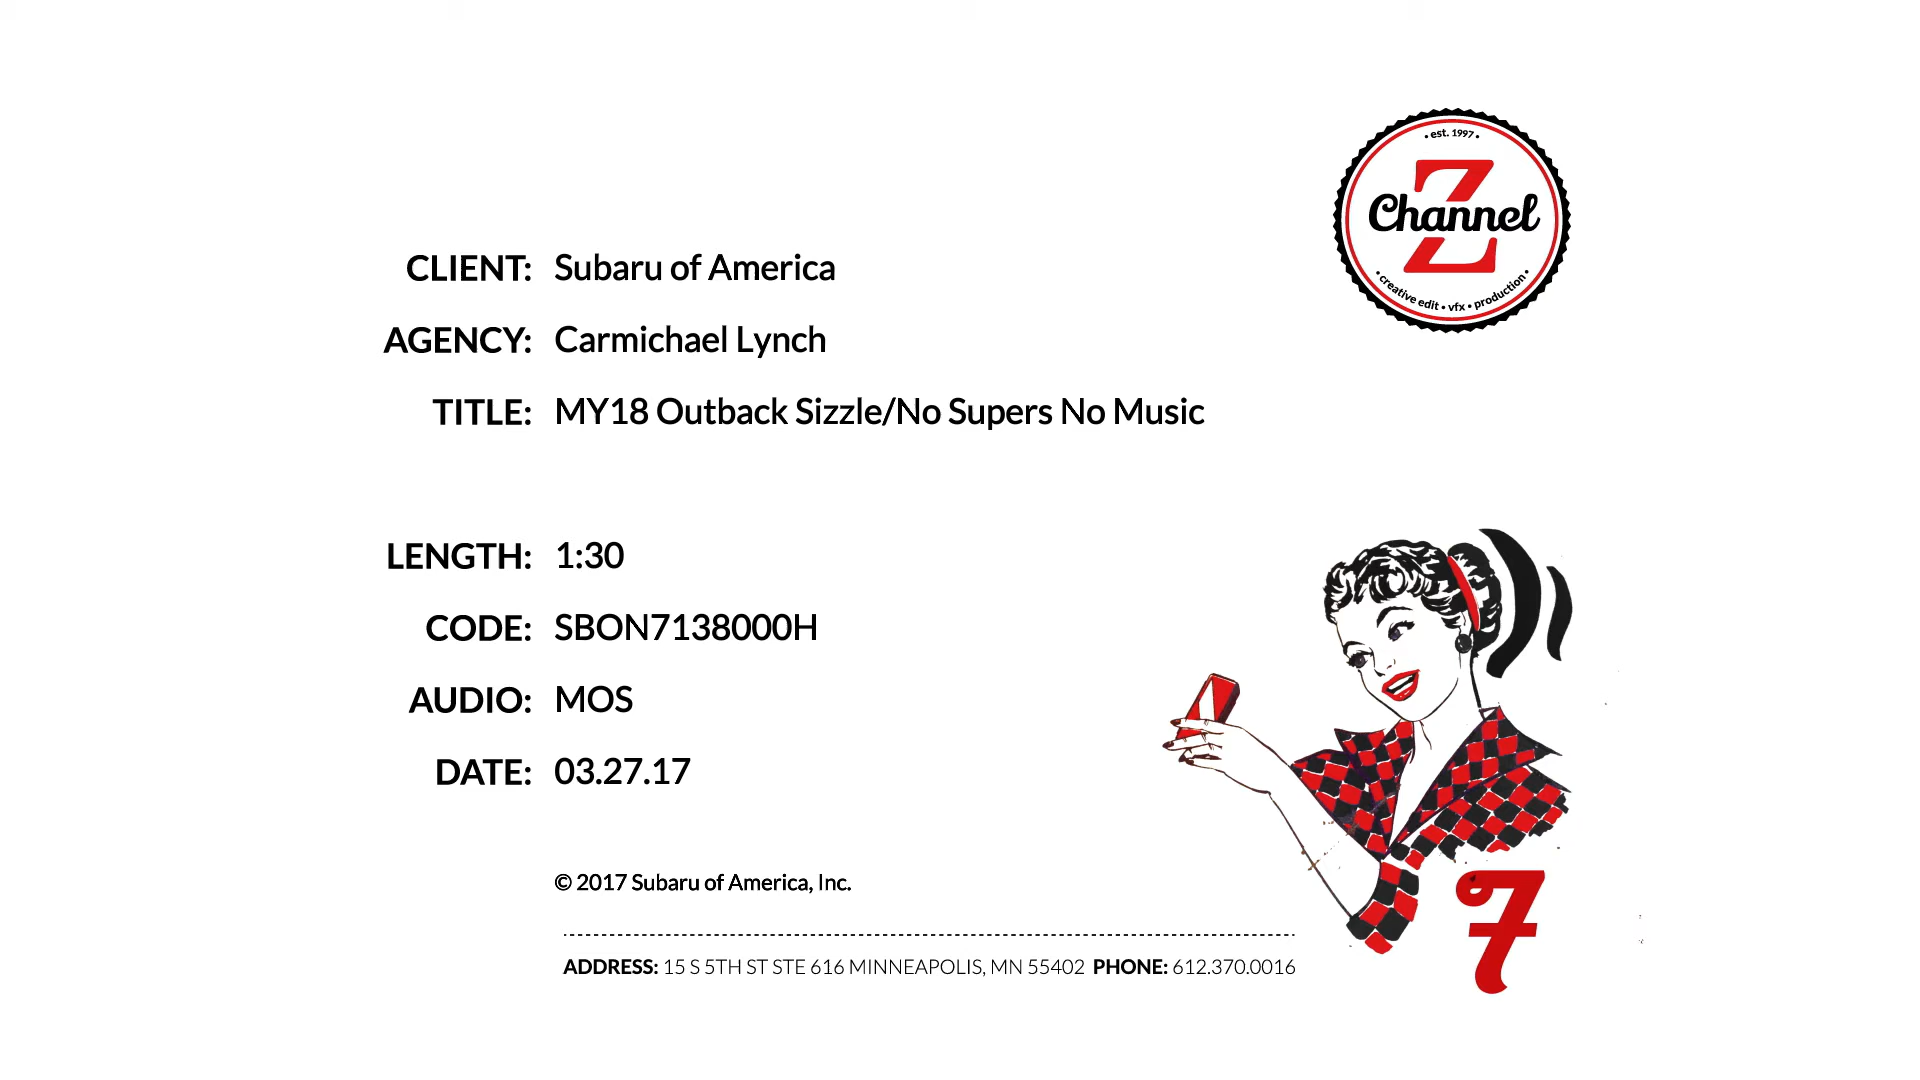 • est. 1997 •
Z
Channel
• creative edit • vfx • production •
CLIENT: Subaru of America
AGENCY: Carmichael Lynch
TITLE: MY18 Outback Sizzle/No Supers No Music
LENGTH: 1:30
CODE: SBON7138000H
AUDIO: MOS
DATE: 03.27.17
7
© 2017 Subaru of America, Inc.
ADDRESS: 15 S 5TH ST STE 616 MINNEAPOLIS, MN 55402 PHONE: 612.370.0016